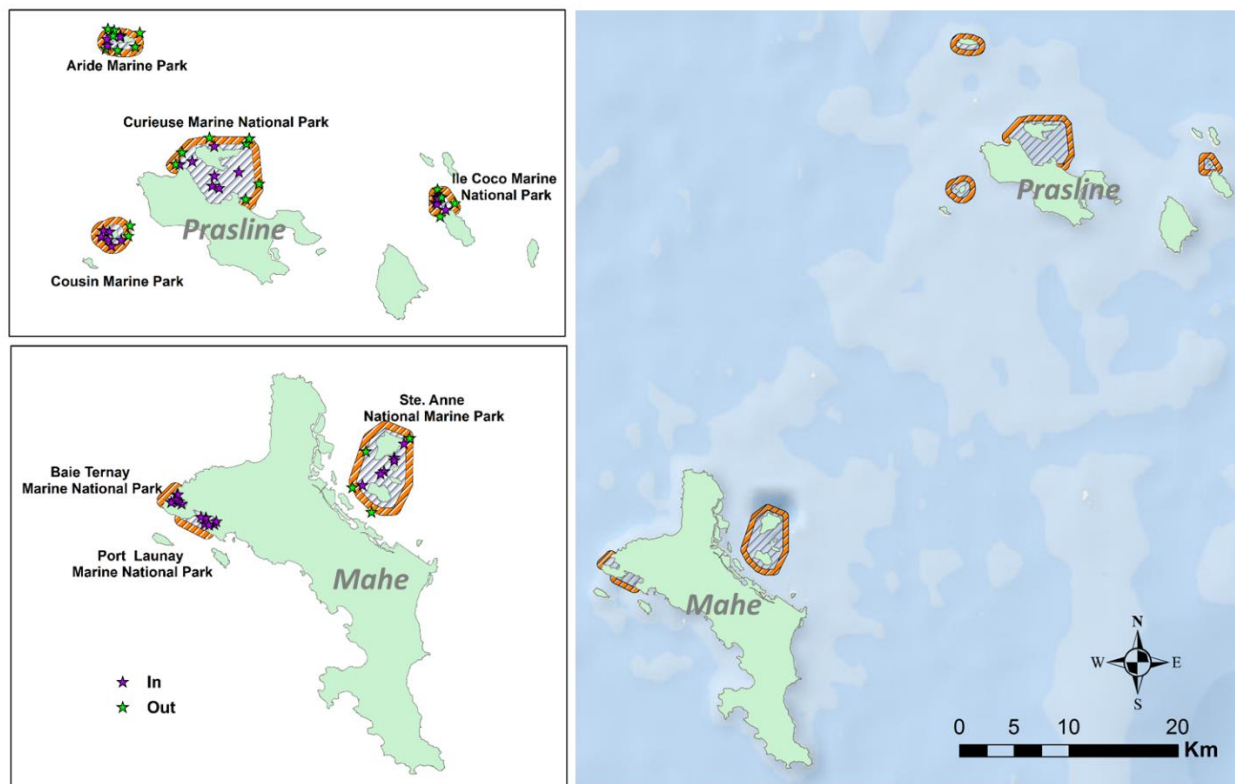 Aride Marine Park
Curieuse Marine National Park
Ile Coco Marine
National Park
Prasline
Cousin Marine Park
Ste. Anne
National Marine Park
Baie Ternay
Marine National Park
Port Launay
Marine National Park
Mahe
In
Out
Prasline
Mahe
N
W E
S
0 5 10 20
Km